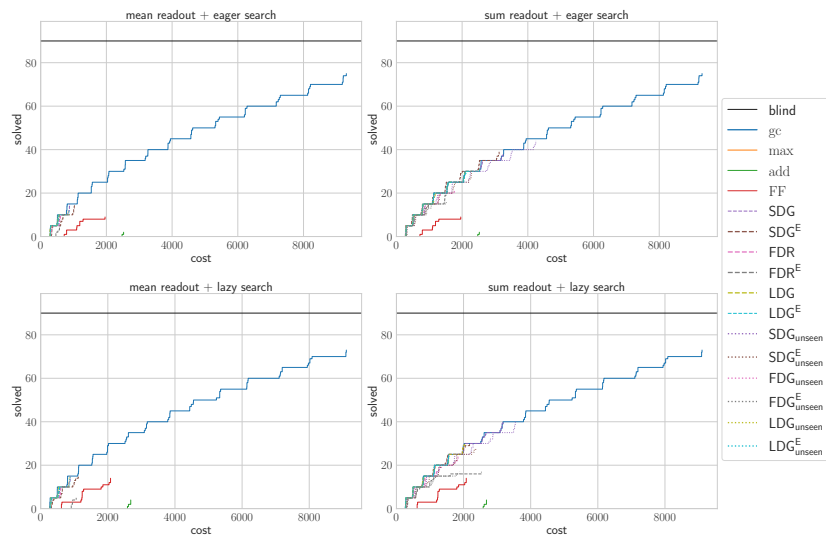 mean readout + eager search
sum readout + eager search
solved
80
60
40
20
0
0 2000 4000 6000 8000
cost
solved
80
60
40
20
0
0 2000 4000 6000 8000
cost
mean readout + lazy search
sum readout + lazy search
solved
80
60
40
20
0
0 2000 4000 6000 8000
cost
solved
80
60
40
20
0
0 2000 4000 6000 8000
cost
blind
gc
max
add
FF
SDG
SDG^E
FDR
FDR^E
LDG
LDG^E
SDG_unseen
SDG^E_unseen
FDG_unseen
FDG^E_unseen
LDG_unseen
LDG^E_unseen